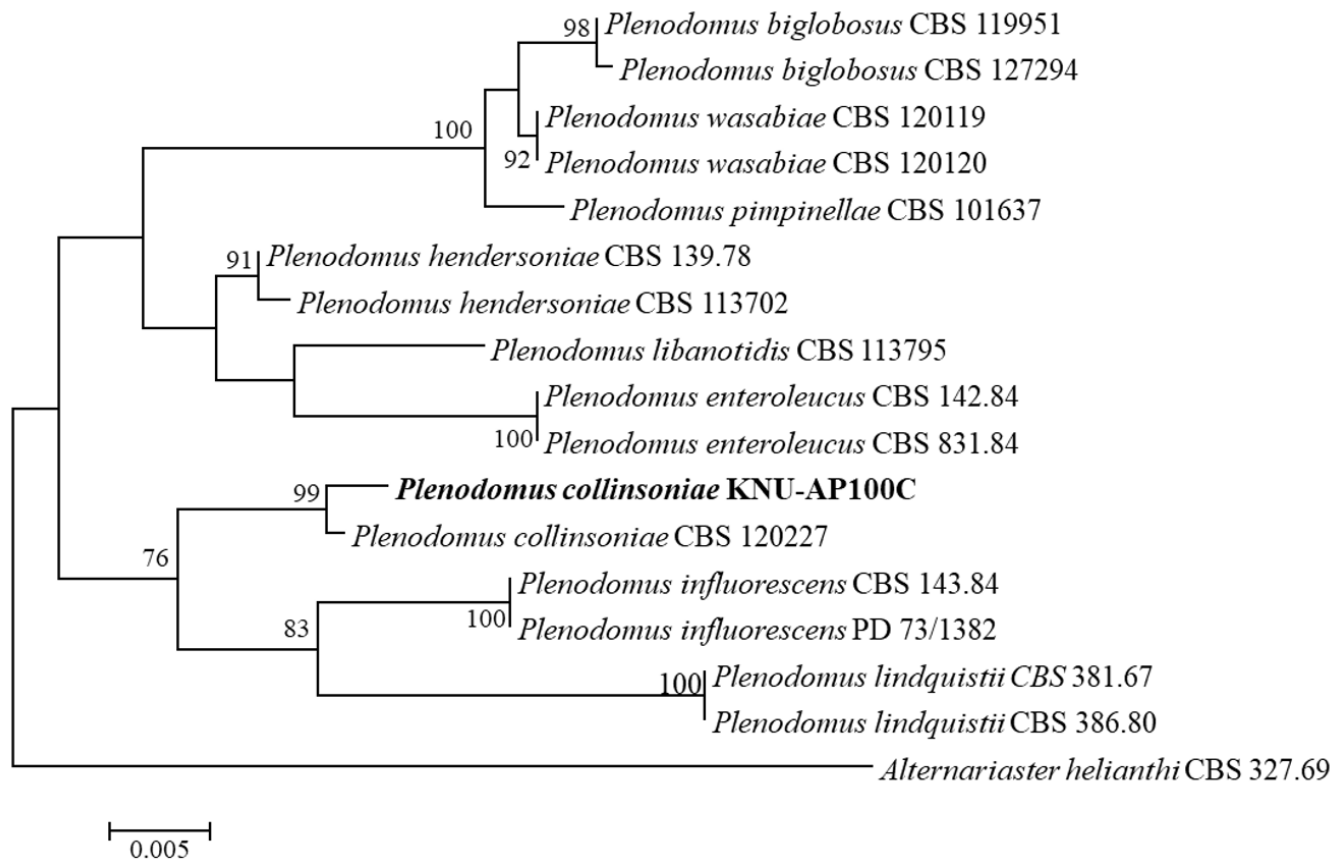 98
Plenodomus biglobosus CBS 119951
Plenodomus biglobosus CBS 127294
Plenodomus wasabiae CBS 120119
100
92
Plenodomus wasabiae CBS 120120
Plenodomus pimpinellae CBS 101637
91
Plenodomus hendersoniae CBS 139.78
Plenodomus hendersoniae CBS 113702
Plenodomus libanotidis CBS 113795
Plenodomus enteroleucus CBS 142.84
100
Plenodomus enteroleucus CBS 831.84
99
Plenodomus collinsoniae KNU-AP100C
Plenodomus collinsoniae CBS 120227
76
Plenodomus influorescens CBS 143.84
100
Plenodomus influorescens PD 73/1382
83
100
Plenodomus lindquistii CBS 381.67
Plenodomus lindquistii CBS 386.80
Alternariaster helianthi CBS 327.69
0.005